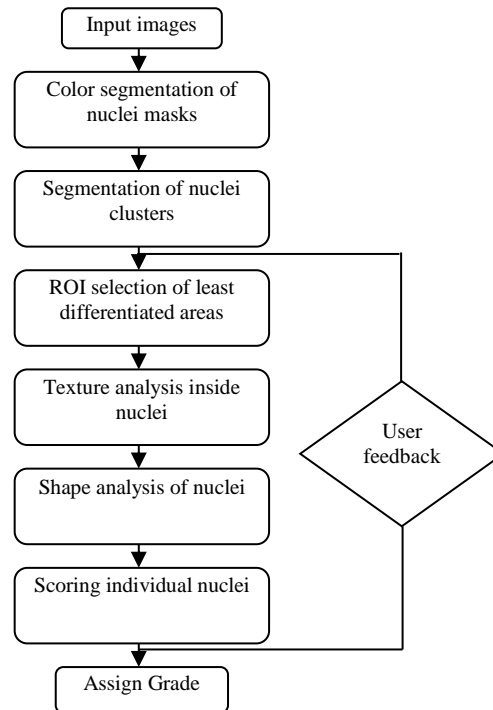 Input images
Color segmentation of
nuclei masks
Segmentation of nuclei
clusters
ROI selection of least
differentiated areas
Texture analysis inside
nuclei
User
feedback
Shape analysis of nuclei
Scoring individual nuclei
Assign Grade